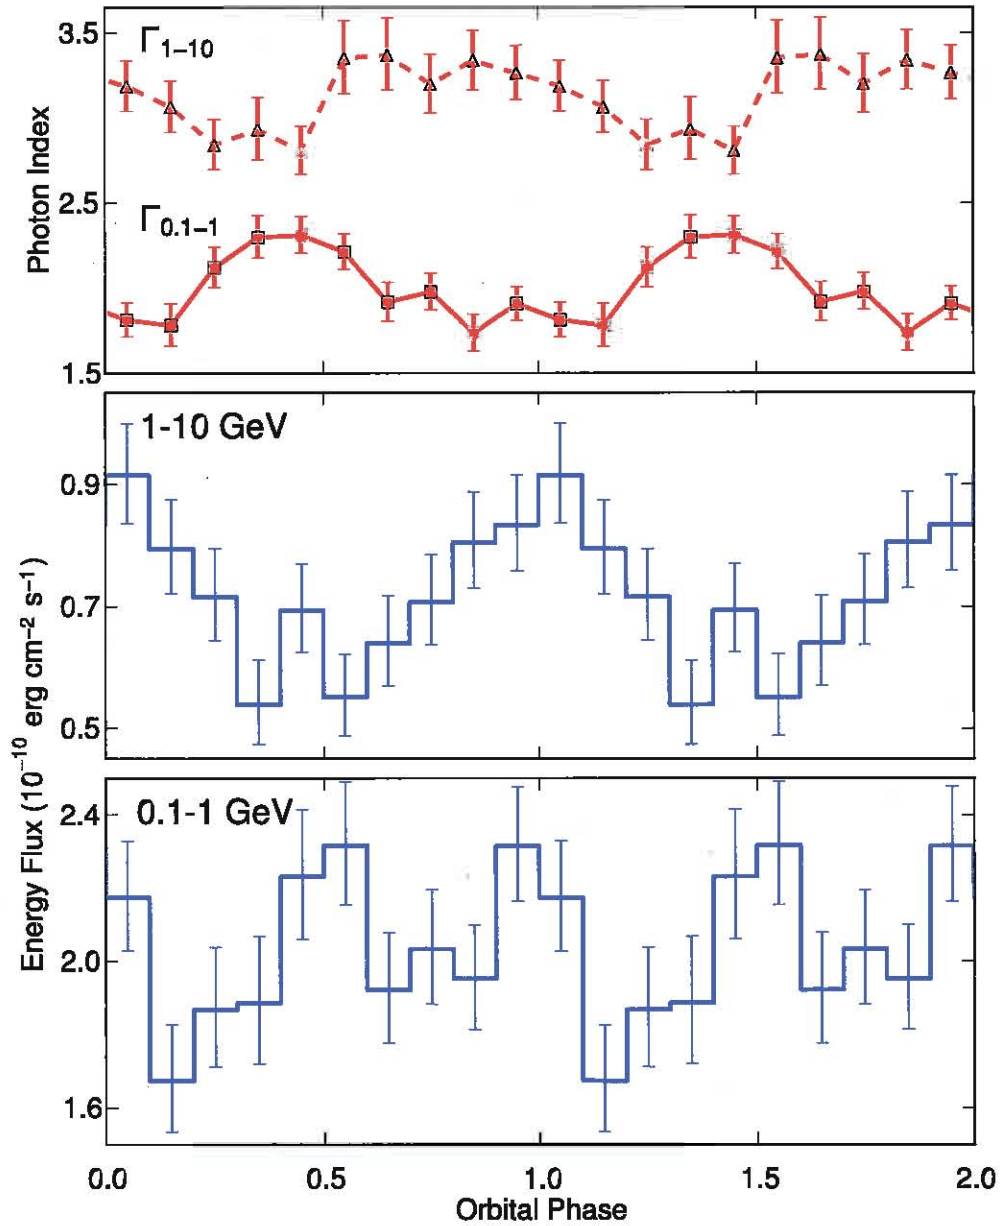 3.5
Γ1–10
2.5
Γ0.1–1
1.5
Photon Index
1-10 GeV
0.9
0.7
0.5
0.1-1 GeV
2.4
2.0
1.6
Energy Flux (10⁻¹⁰ erg cm⁻² s⁻¹)
0.0 0.5 1.0 1.5 2.0
Orbital Phase